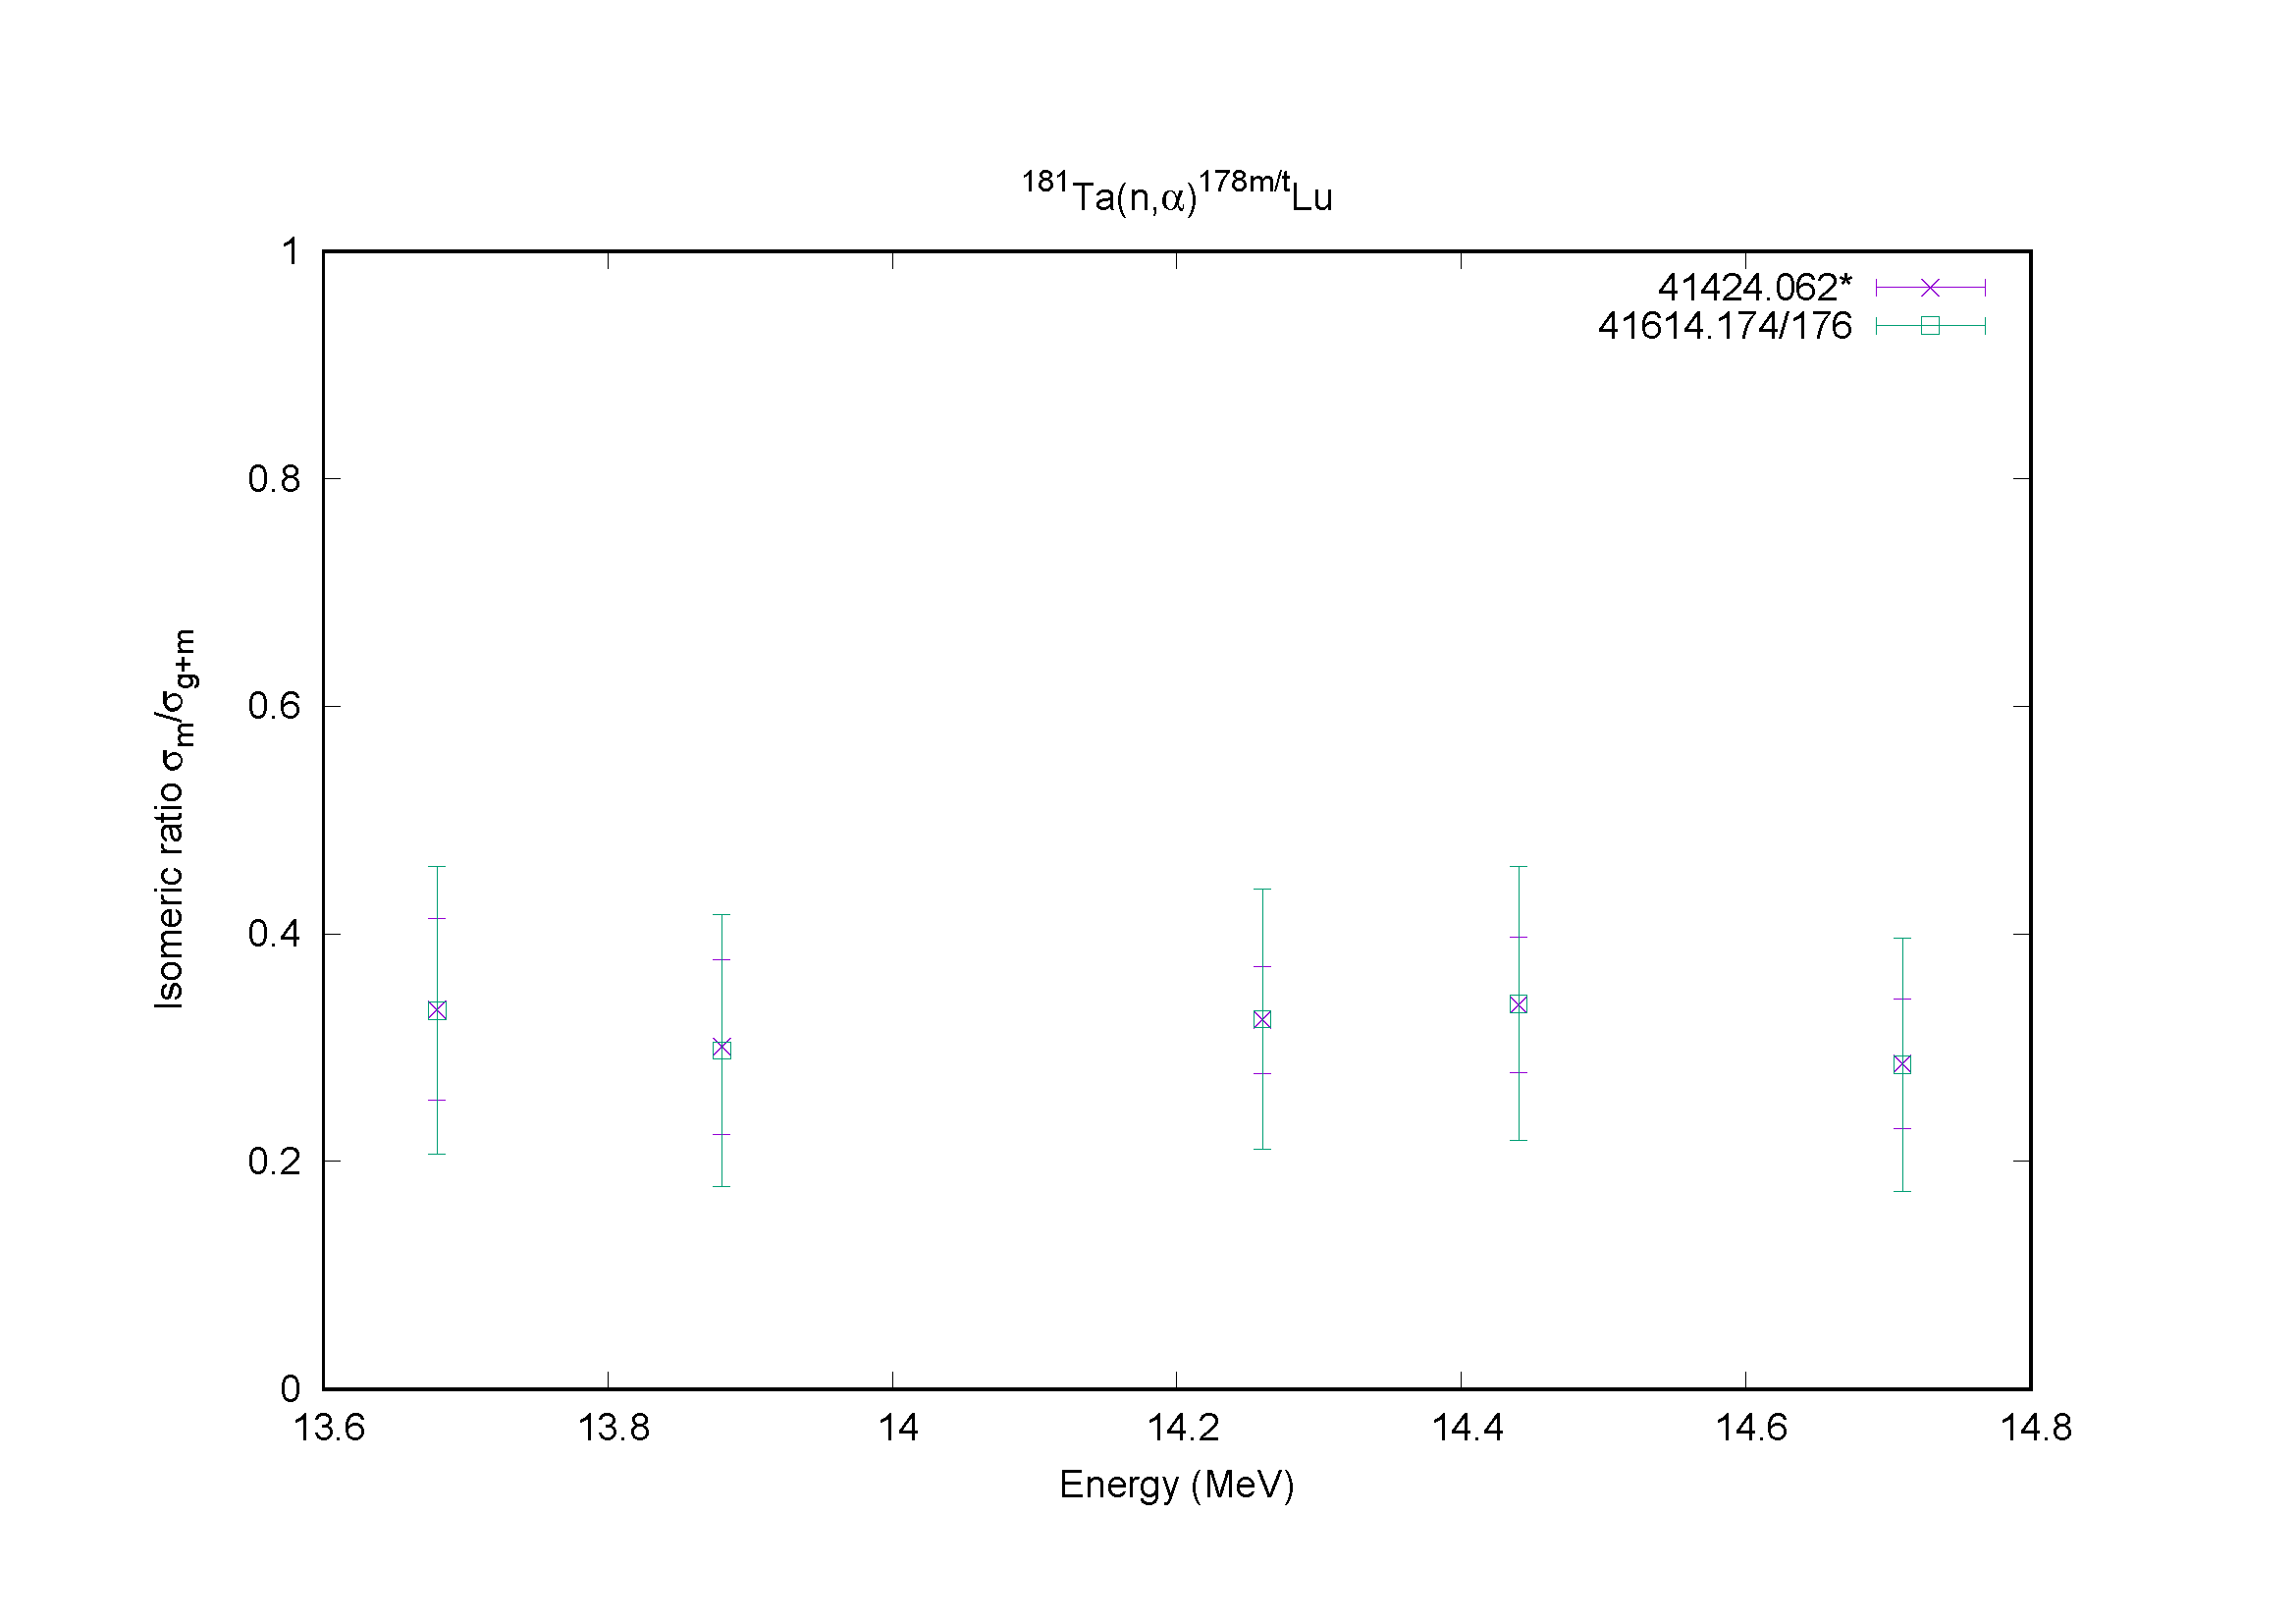 ¹⁸¹Ta(n,α)¹⁷⁸ᵐ/ᵗLu
41424.062*
41614.174/176
Isomeric ratio σm/σg+m
1
0.8
0.6
0.4
0.2
0
13.6 13.8 14 14.2 14.4 14.6 14.8
Energy (MeV)